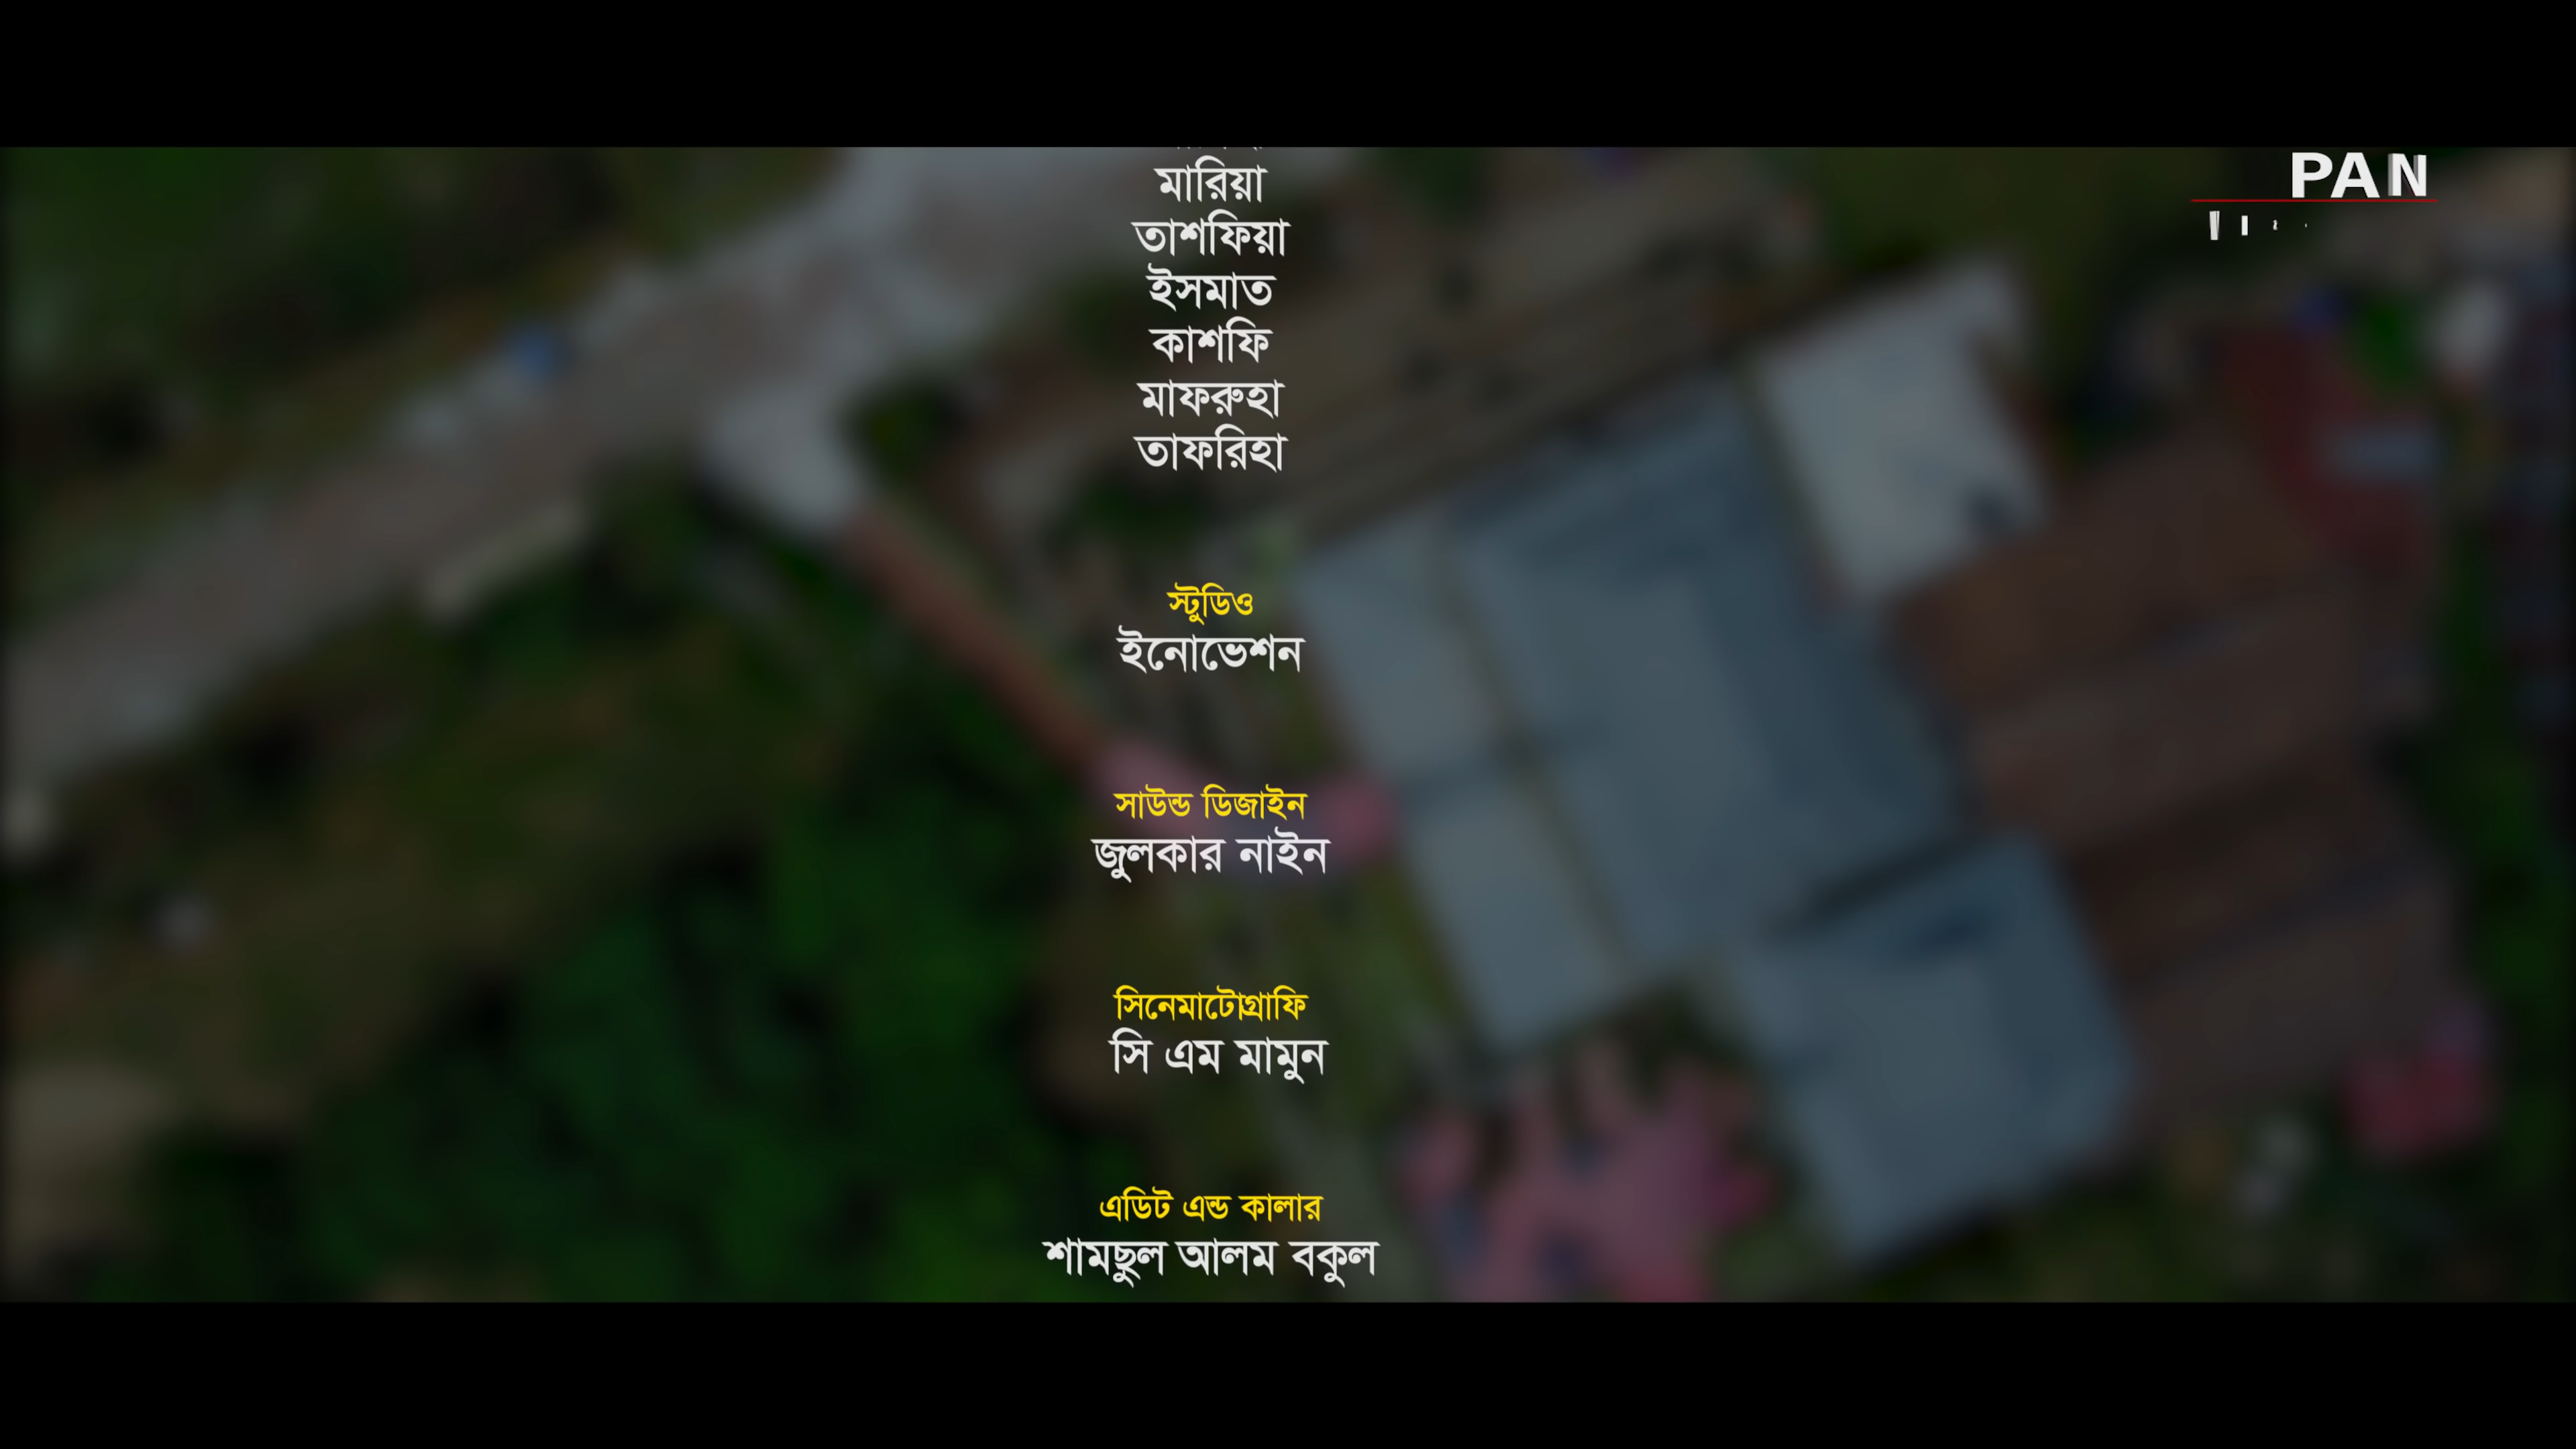 PAN
মারিয়া
তাশফিয়া
ইসমাত
কাশফি
মাফরুহা
তাফরিহা
স্টুডিও
ইনোভেশন
সাউন্ড ডিজাইন
জুলকার নাইন
সিনেমাটোগ্রাফি
সি এম মামুন
এডিট এন্ড কালার
শামছুল আলম বকুল